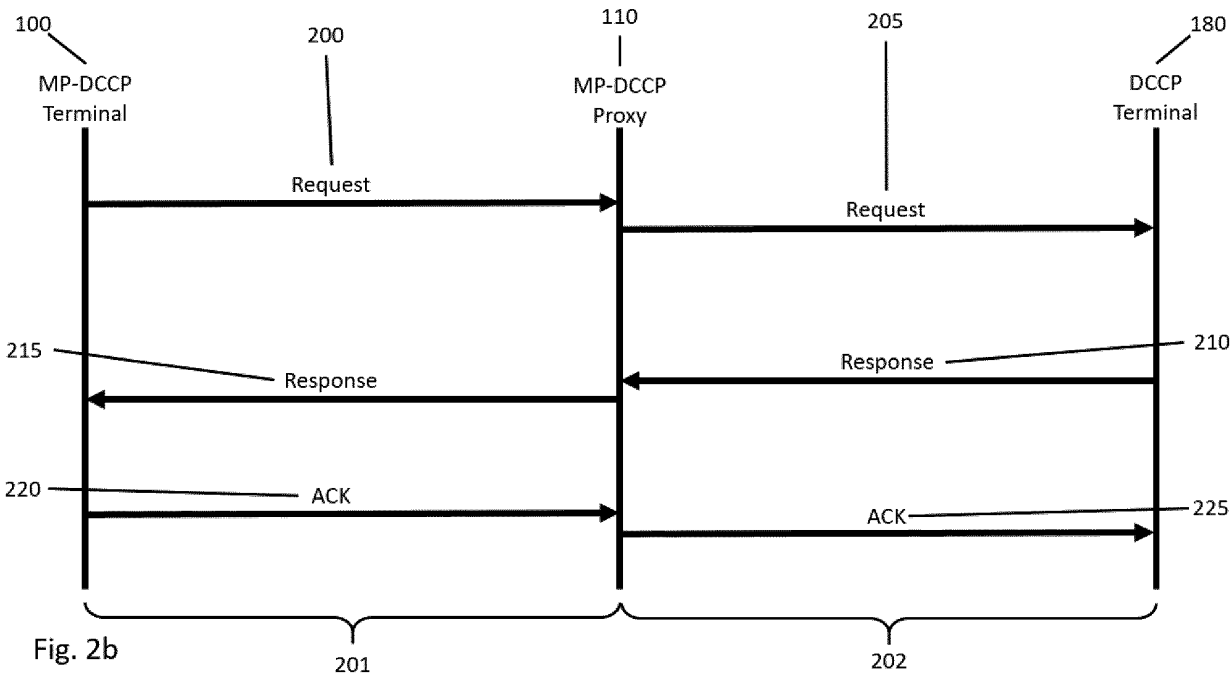 100
200
110
205
180
MP-DCCP
Terminal
MP-DCCP
Proxy
DCCP
Terminal
Request
Request
215
Response
Response
210
220
ACK
ACK
225
Fig. 2b
201
202